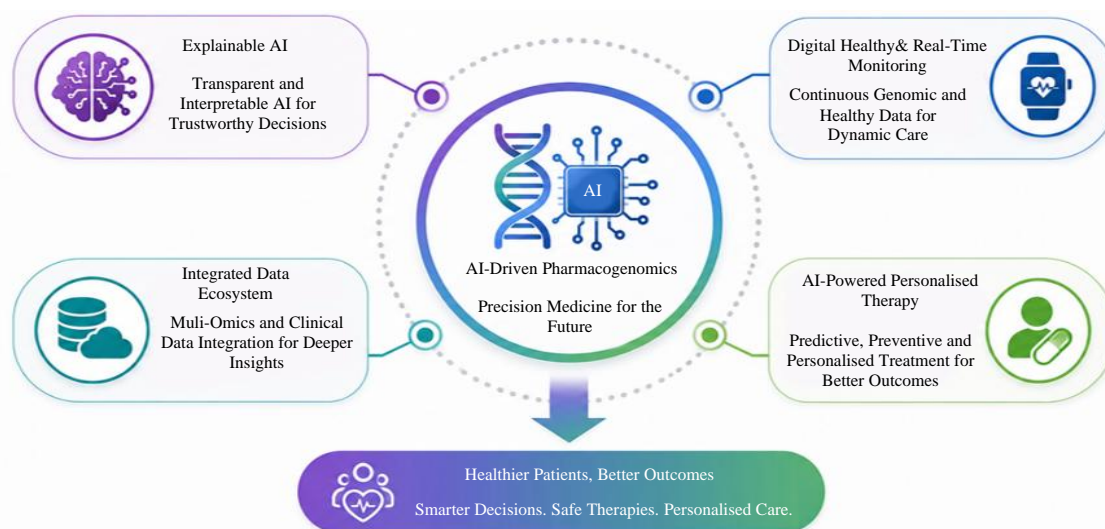 Explainable AI
Transparent and
Interpretable AI for
Trustworthy Decisions
Digital Healthy& Real-Time
Monitoring
Continuous Genomic and
Healthy Data for
Dynamic Care
AI
AI-Driven Pharmacogenomics
Precision Medicine for the
Future
Integrated Data
Ecosystem
Muli-Omics and Clinical
Data Integration for Deeper
Insights
AI-Powered Personalised
Therapy
Predictive, Preventive and
Personalised Treatment for
Better Outcomes
Healthier Patients, Better Outcomes
Smarter Decisions. Safe Therapies. Personalised Care.